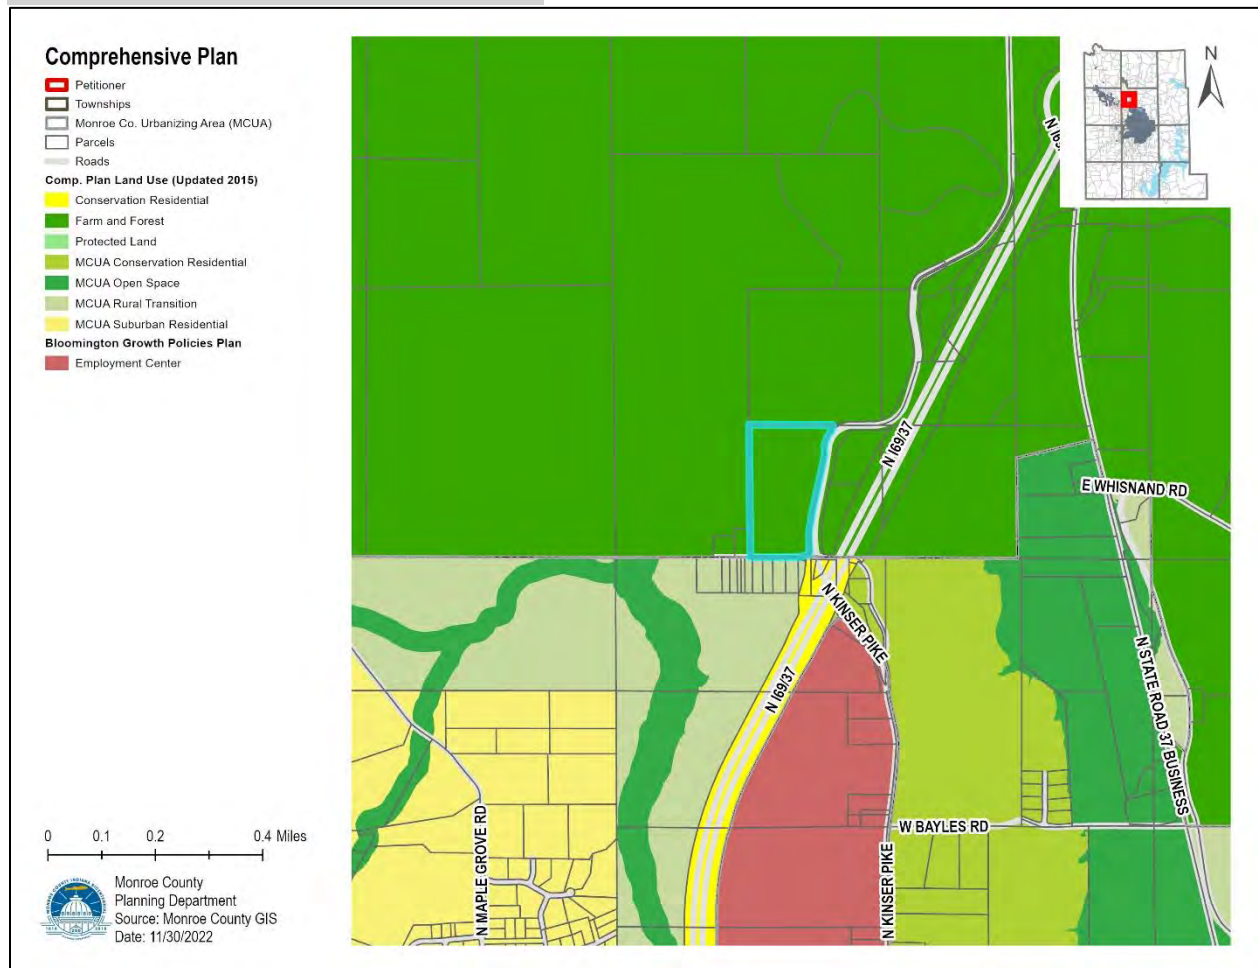 Comprehensive Plan
Petitioner
Townships
Monroe Co. Urbanizing Area (MCUA)
Parcels
Roads
Comp. Plan Land Use (Updated 2015)
Conservation Residential
Farm and Forest
Protected Land
MCUA Conservation Residential
MCUA Open Space
MCUA Rural Transition
MCUA Suburban Residential
Bloomington Growth Policies Plan
Employment Center
N
N I69/37
E WHISNAND RD
N KINSER PIKE
N I69/37
N STATE ROAD 37 BUSINESS
N MAPLE GROVE RD
W BAYLES RD
N KINSER PIKE
0 0.1 0.2 0.4 Miles
Monroe County
Planning Department
Source: Monroe County GIS
Date: 11/30/2022